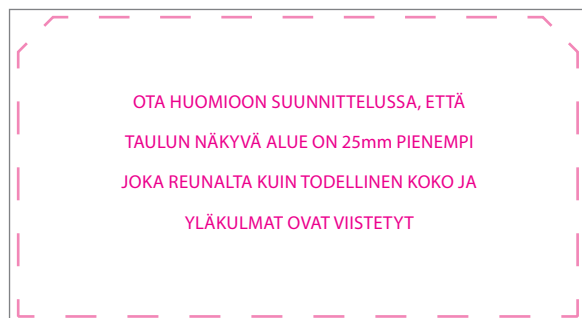 OTA HUOMIOON SUUNNITTELUSSA, ETTÄ
TAULUN NÄKYVÄ ALUE ON 25mm PIENEMPI
JOKA REUNALTA KUIN TODELLINEN KOKO JA
YLÄKULMAT OVAT VIISTETYT